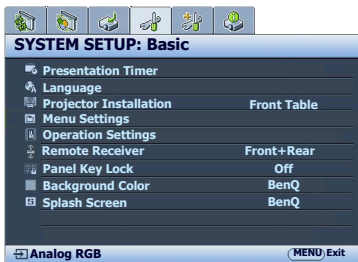 SYSTEM SETUP: Basic
Presentation Timer
Language
Projector Installation Front Table
Menu Settings
Operation Settings
Remote Receiver Front+Rear
Panel Key Lock Off
Background Color BenQ
Splash Screen BenQ
Analog RGB MENU Exit